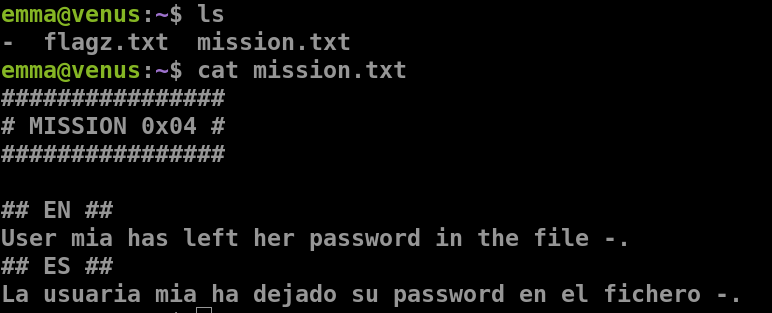 emma@venus:~$ ls
-  flagz.txt  mission.txt
emma@venus:~$ cat mission.txt
################
# MISSION 0x04 #
################
## EN ##
User mia has left her password in the file -.
## ES ##
La usuaria mia ha dejado su password en el fichero -.